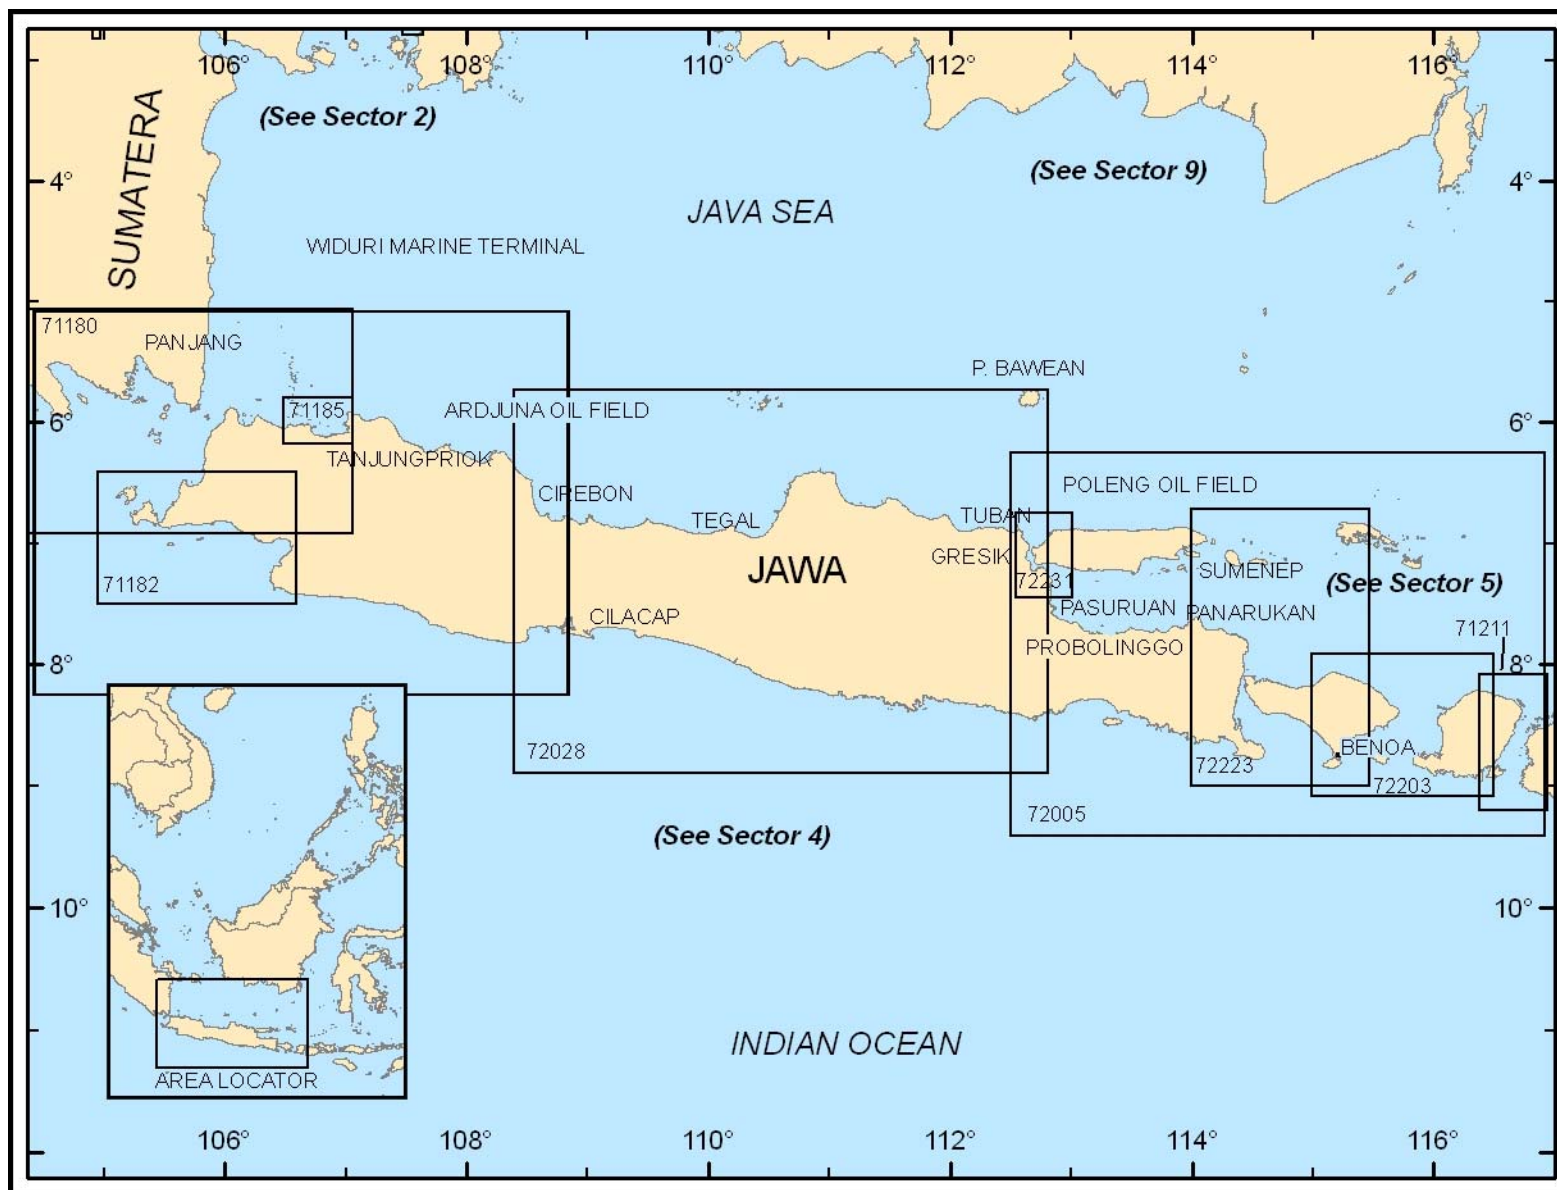 106° 108° 110° 112° 114° 116°
(See Sector 2)
SUMATERA
(See Sector 9)
4° 4°
JAVA SEA
WIDURI MARINE TERMINAL
71180
PANJANG
P. BAWEAN
71185
ARDJUNA OIL FIELD
6° 6°
TANJUNGPRIOK
POLENG OIL FIELD
CIREBON
TEGAL
TUBAN
GRESIK
JAWA
SUMENEP
71182
72231
(See Sector 5)
PASURUAN
PANARUKAN
CILACAP
71211
PROBOLINGGO
8° 8°
72028
BENOA
72223
72203
72005
(See Sector 4)
10° 10°
INDIAN OCEAN
AREA LOCATOR
106° 108° 110° 112° 114° 116°